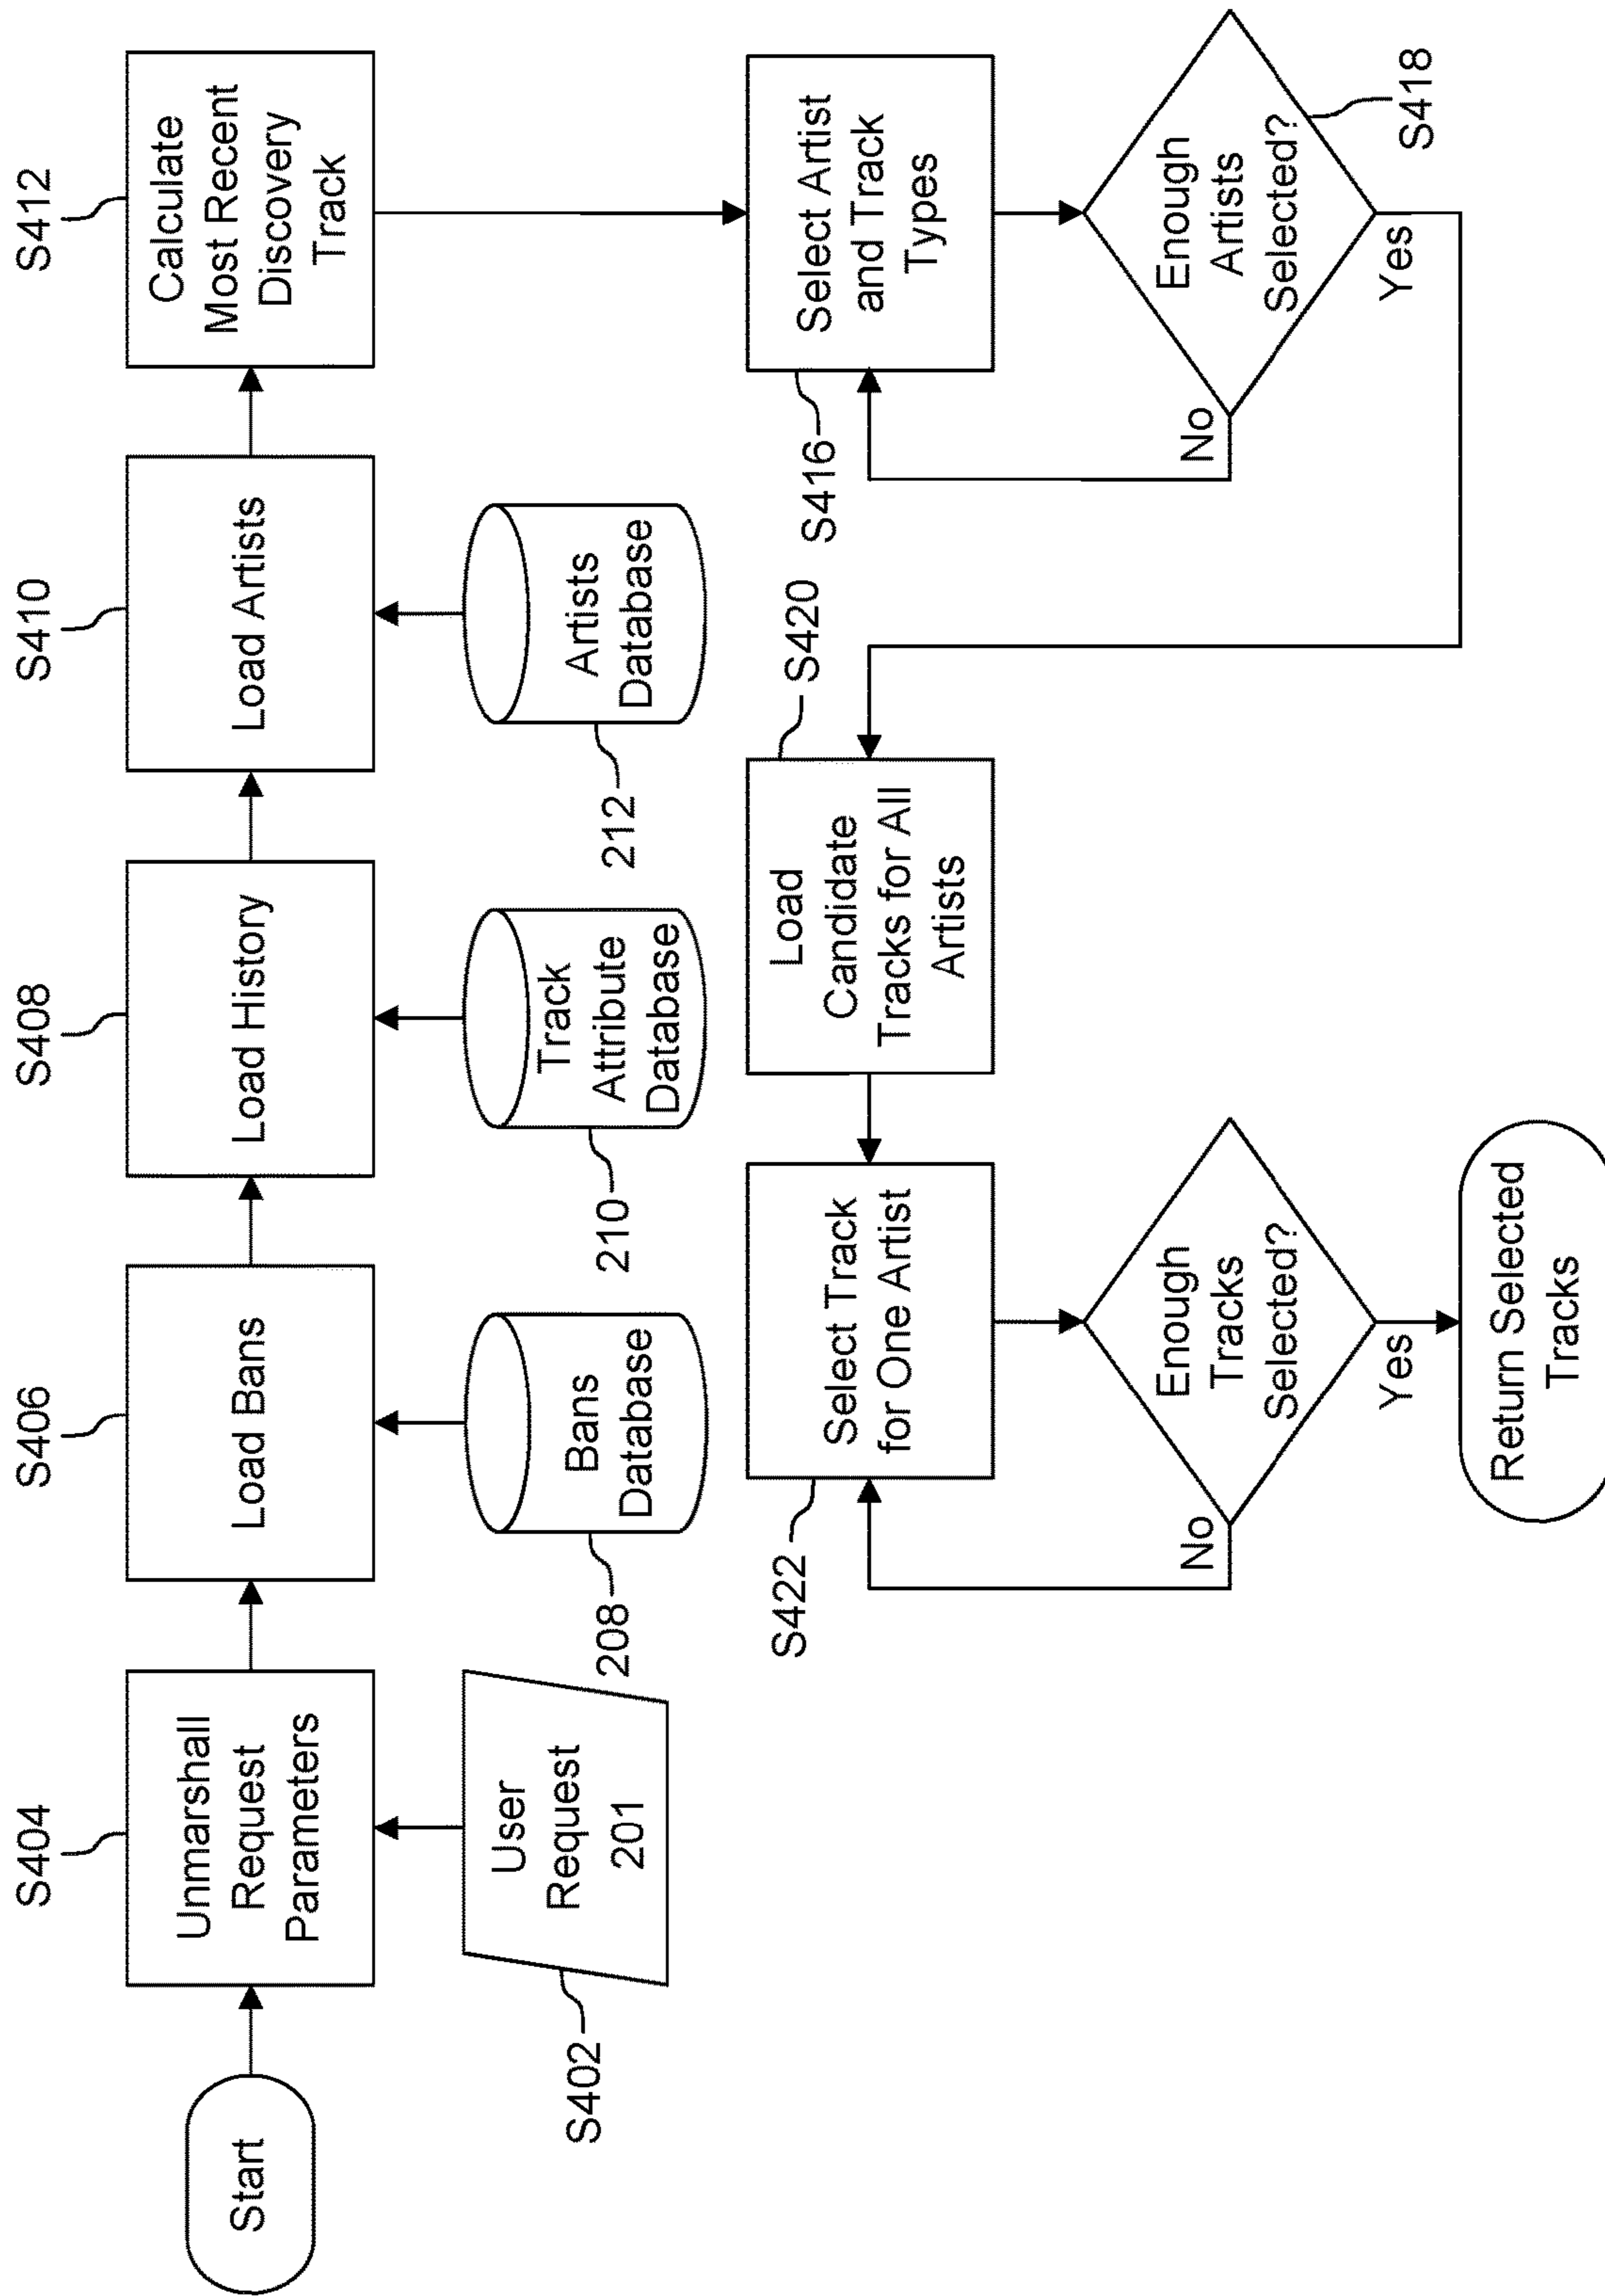 S404
S406
S408
S410
S412
Start
Unmarshall
Request
Parameters
Load Bans
Load History
Load Artists
Calculate
Most Recent
Discovery
Track
User
Request
201
S402
Bans
Database
208
Track
Attribute
Database
210
Artists
Database
212
S422
Select Track
for One Artist
Load
Candidate
Tracks for All
Artists
S420
S416
Select Artist
and Track
Types
No
Enough
Tracks
Selected?
Yes
No
Enough
Artists
Selected?
Yes
S418
Return Selected
Tracks